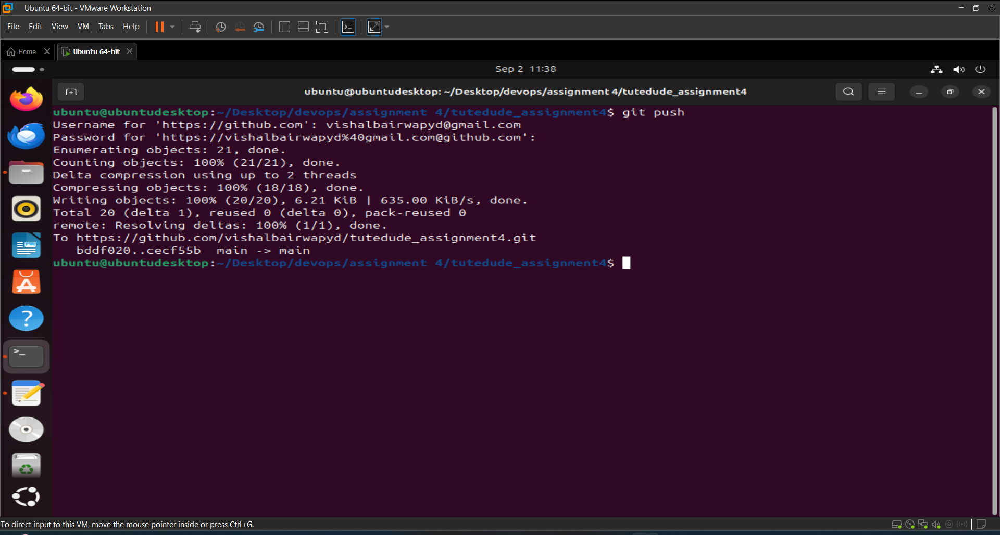 Ubuntu 64-bit - VMware Workstation
File Edit View VM Tabs Help
Home Ubuntu 64-bit
Sep 2 11:38
ubuntu@ubuntudesktop: ~/Desktop/devops/assignment 4/tutedude_assignment4
ubuntu@ubuntudesktop:~/Desktop/devops/assignment 4/tutedude_assignment4$ git push
Username for 'https://github.com': vishalbairwapyd@gmail.com
Password for 'https://vishalbairwapyd%40gmail.com@github.com':
Enumerating objects: 21, done.
Counting objects: 100% (21/21), done.
Delta compression using up to 2 threads
Compressing objects: 100% (18/18), done.
Writing objects: 100% (20/20), 6.21 KiB | 635.00 KiB/s, done.
Total 20 (delta 1), reused 0 (delta 0), pack-reused 0
remote: Resolving deltas: 100% (1/1), done.
To https://github.com/vishalbairwapyd/tutedude_assignment4.git
   bddf020..cecf55b  main -> main
ubuntu@ubuntudesktop:~/Desktop/devops/assignment 4/tutedude_assignment4$
To direct input to this VM, move the mouse pointer inside or press Ctrl+G.